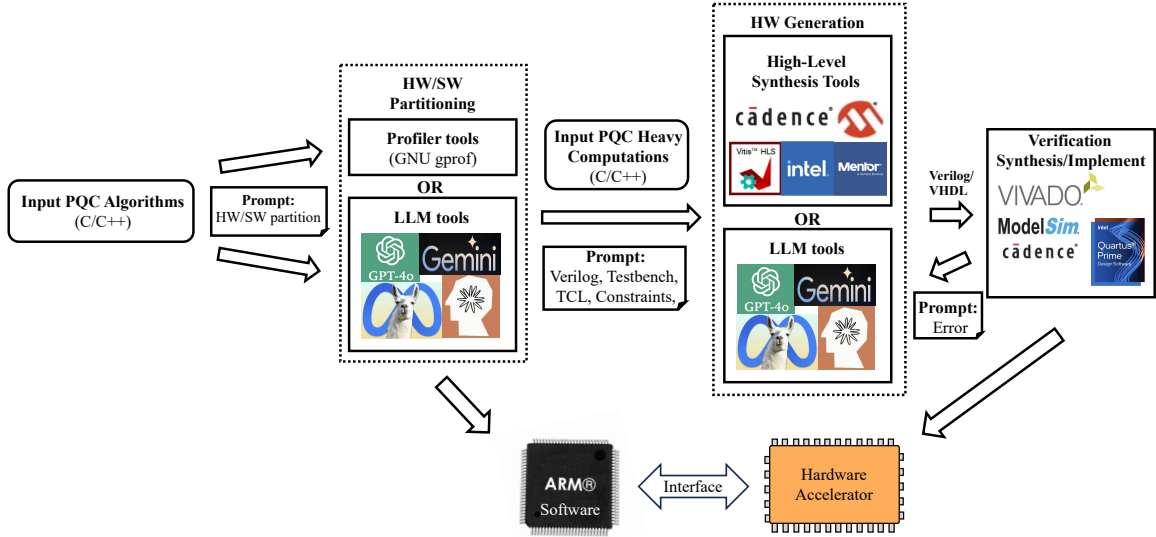 Input PQC Algorithms
(C/C++)
Prompt:
HW/SW partition
HW/SW
Partitioning
Profiler tools
(GNU gprof)
OR
LLM tools
GPT-4o
Gemini
Input PQC Heavy
Computations
(C/C++)
Prompt:
Verilog, Testbench,
TCL, Constraints,
HW Generation
High-Level
Synthesis Tools
cādence®
Vitis™ HLS
intel
Mentor®
OR
LLM tools
GPT-4o
Gemini
Verilog/
VHDL
Prompt:
Error
Verification
Synthesis/Implement
VIVADO
ModelSim
cādence®
intel
Quartus®
Prime
Design Software
ARM®
Software
Interface
Hardware
Accelerator